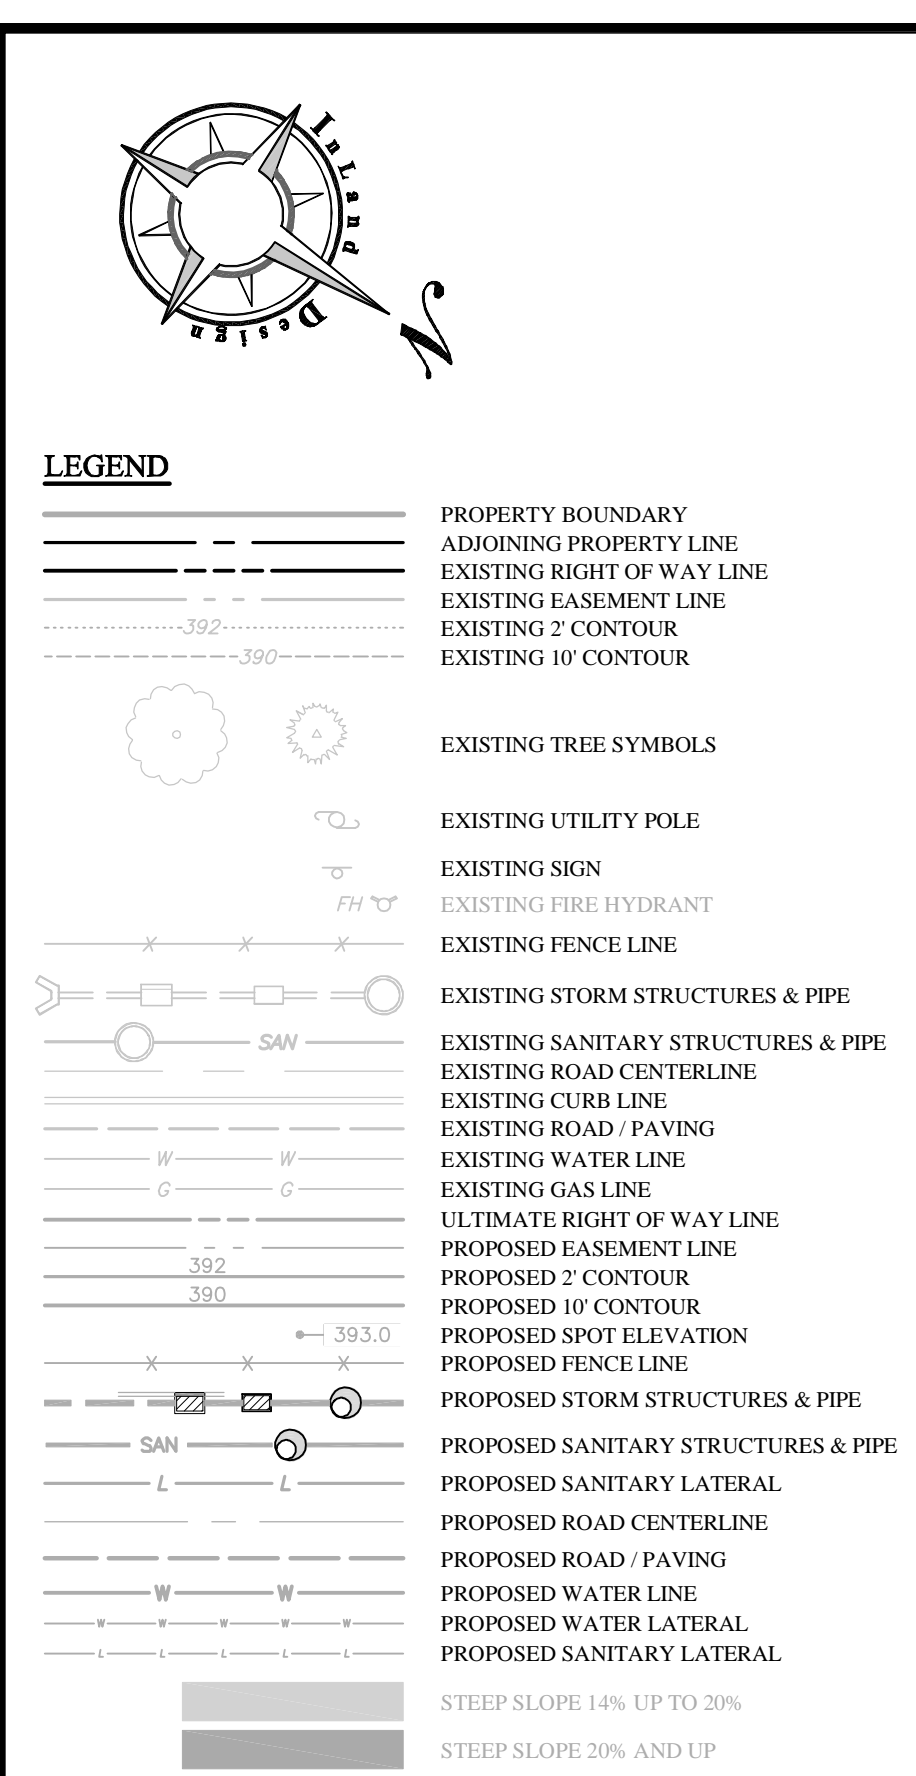 InLand Design
N
LEGEND
PROPERTY BOUNDARY
ADJOINING PROPERTY LINE
EXISTING RIGHT OF WAY LINE
EXISTING EASEMENT LINE
392 EXISTING 2' CONTOUR
390 EXISTING 10' CONTOUR
EXISTING TREE SYMBOLS
EXISTING UTILITY POLE
EXISTING SIGN
FH EXISTING FIRE HYDRANT
X X X EXISTING FENCE LINE
EXISTING STORM STRUCTURES & PIPE
SAN EXISTING SANITARY STRUCTURES & PIPE
EXISTING ROAD CENTERLINE
EXISTING CURB LINE
EXISTING ROAD / PAVING
W W EXISTING WATER LINE
G G EXISTING GAS LINE
ULTIMATE RIGHT OF WAY LINE
PROPOSED EASEMENT LINE
392 PROPOSED 2' CONTOUR
390 PROPOSED 10' CONTOUR
393.0 PROPOSED SPOT ELEVATION
X X X PROPOSED FENCE LINE
PROPOSED STORM STRUCTURES & PIPE
SAN PROPOSED SANITARY STRUCTURES & PIPE
L L PROPOSED SANITARY LATERAL
PROPOSED ROAD CENTERLINE
PROPOSED ROAD / PAVING
W W PROPOSED WATER LINE
W W W W W PROPOSED WATER LATERAL
L L L L L PROPOSED SANITARY LATERAL
STEEP SLOPE 14% UP TO 20%
STEEP SLOPE 20% AND UP